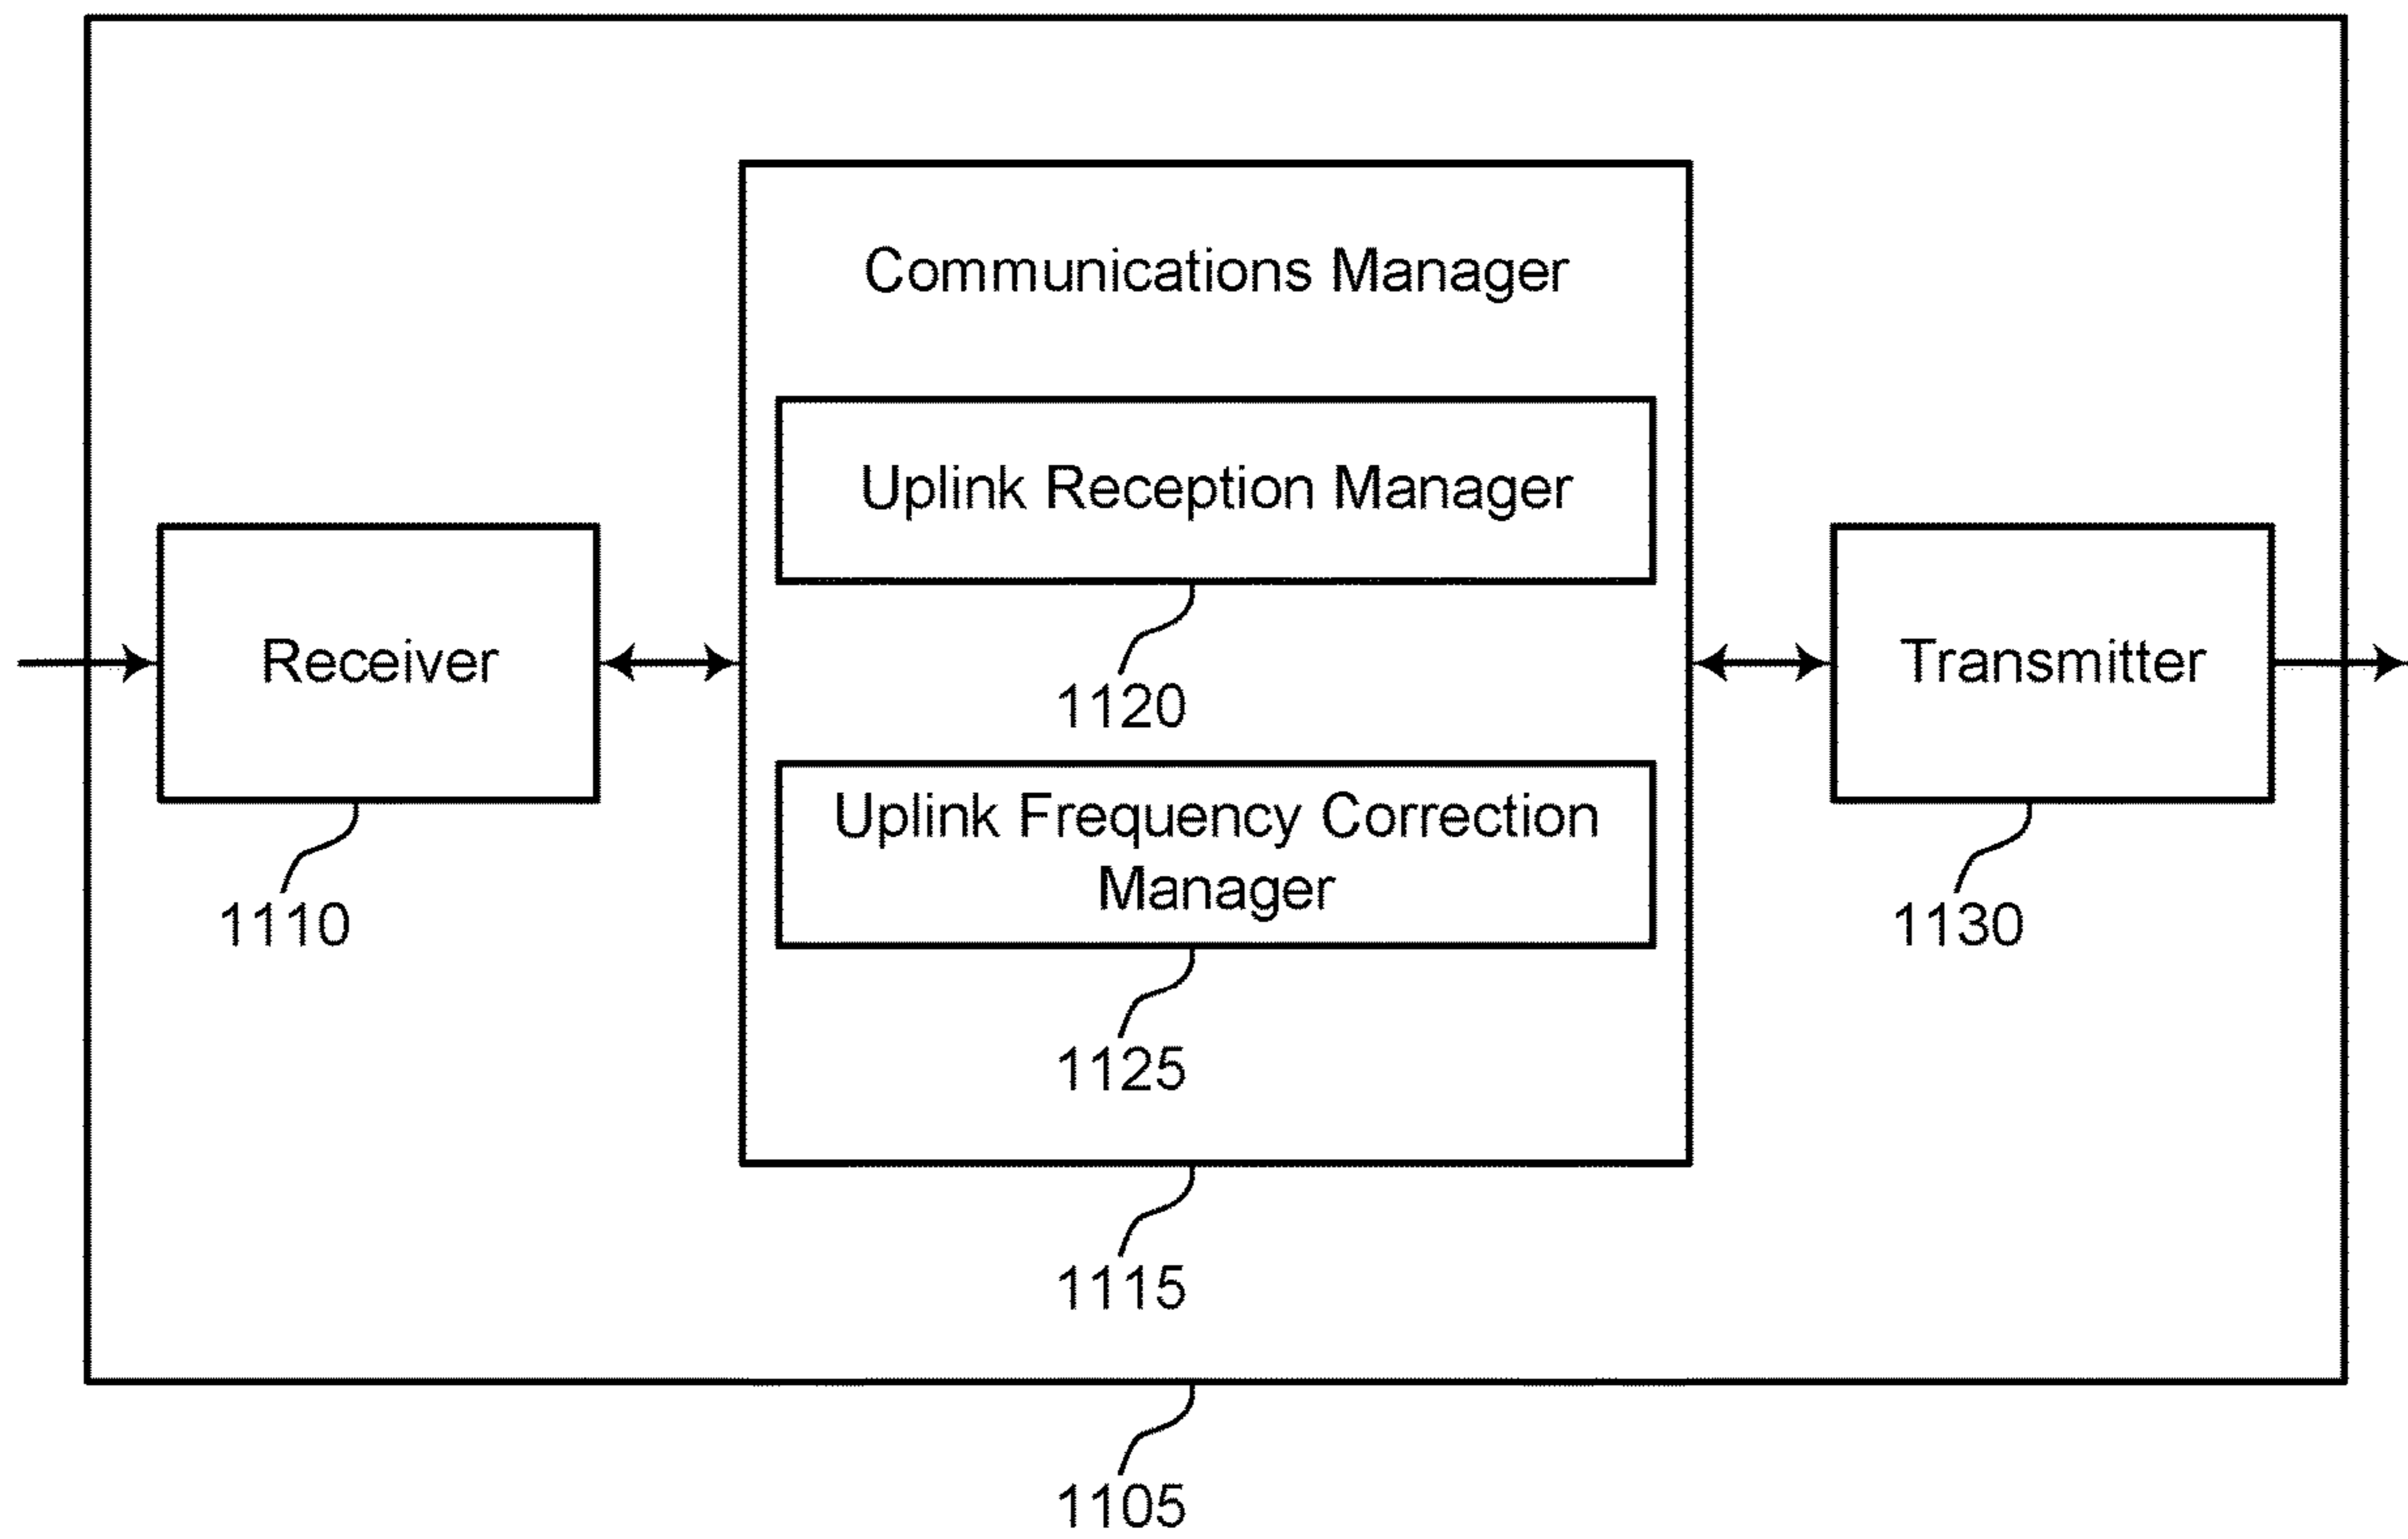 Communications Manager
Uplink Reception Manager
1120
Receiver
1110
Transmitter
1130
Uplink Frequency Correction
Manager
1125
1115
1105